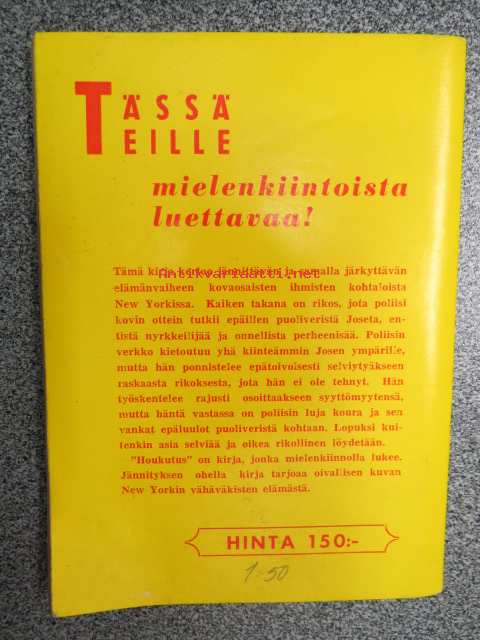 TÄSSÄ
TEILLE
mielenkiintoista
luettavaa!
Tämä kirja kertoo jännittävän ja samalla järkyttävän
antikvariaatti.net
elämänvaiheen kovaosaisten ihmisten kohtaloista
New Yorkissa. Kaiken takana on rikos, jota poliisi
kovin ottein tutkii epäillen puoliveristä Joseta, en-
tistä nyrkkeilijää ja onnellista perheenisää. Poliisin
verkko kietoutuu yhä kiinteämmin Josen ympärille,
mutta hän ponnistelee epätoivoisesti selviytyäkseen
raskaasta rikoksesta, jota hän ei ole tehnyt. Hän
työskentelee rajusti osoittaakseen syyttömyytensä,
mutta häntä vastassa on poliisin luja koura ja sen
vankat epäluulot puoliveristä kohtaan. Lopuksi kui-
tenkin asia selviää ja oikea rikollinen löydetään.
"Houkutus" on kirja, jonka mielenkiinnolla lukee.
Jännityksen ohella kirja tarjoaa oivallisen kuvan
New Yorkin vähäväkisten elämästä.
HINTA 150:-
1-50